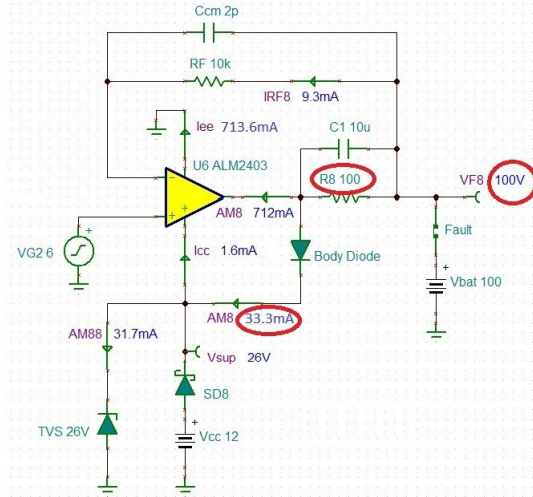 Ccm 2p
RF 10k
IRF8 9.3mA
Iee 713.6mA
C1 10u
U6 ALM2403
R8 100
VF8 100V
AM8 712mA
Fault
VG2 6
Icc 1.6mA
Body Diode
Vbat 100
AM8 33.3mA
AM88 31.7mA
Vsup 26V
SD8
TVS 26V
Vcc 12